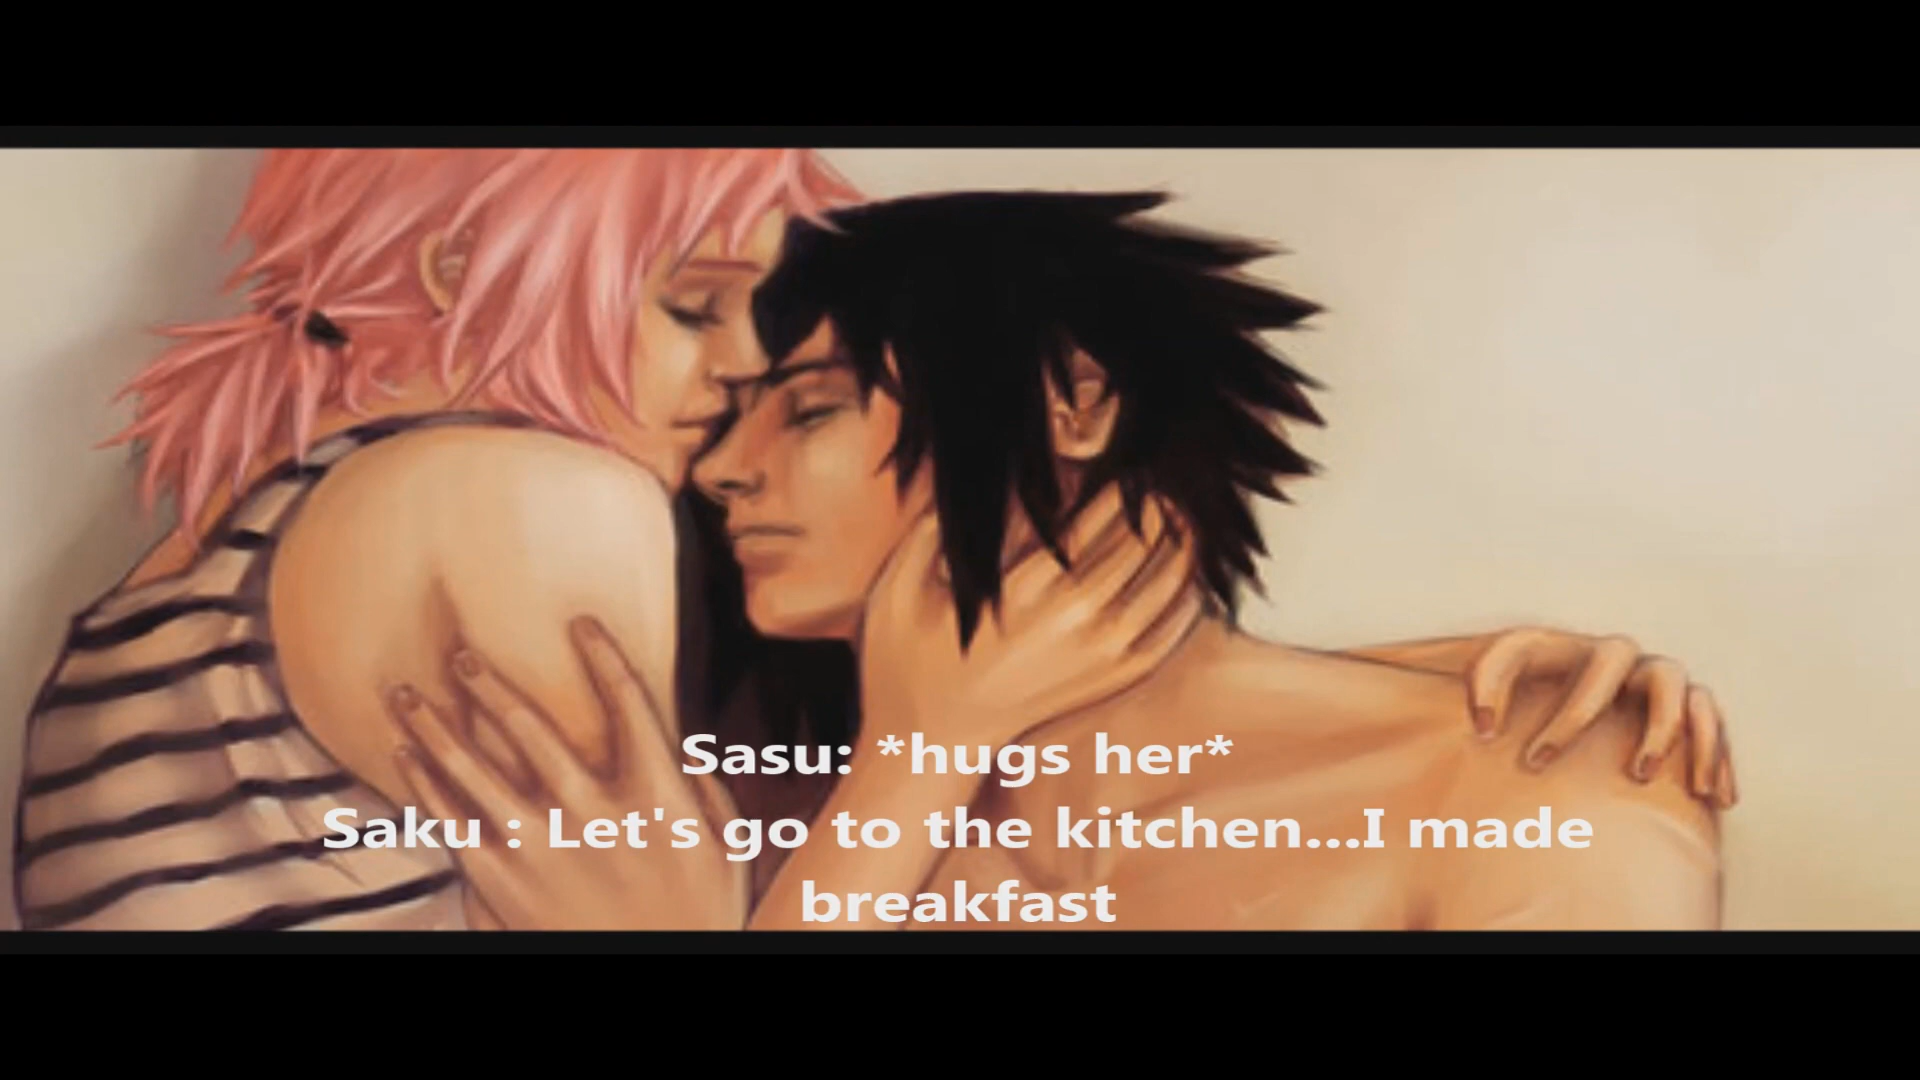 Sasu: *hugs her*
Saku : Let's go to the kitchen...I made
breakfast